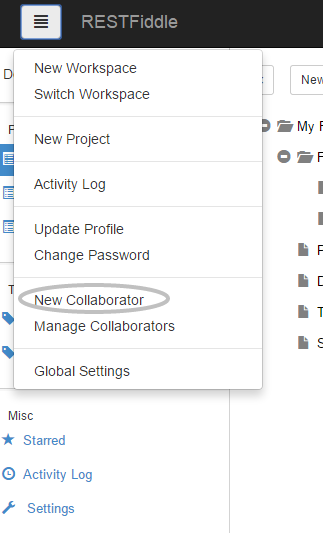 RESTFiddle
New Workspace
Switch Workspace
New Project
Activity Log
Update Profile
Change Password
New Collaborator
Manage Collaborators
Global Settings
New
My
Misc
Starred
Activity Log
Settings